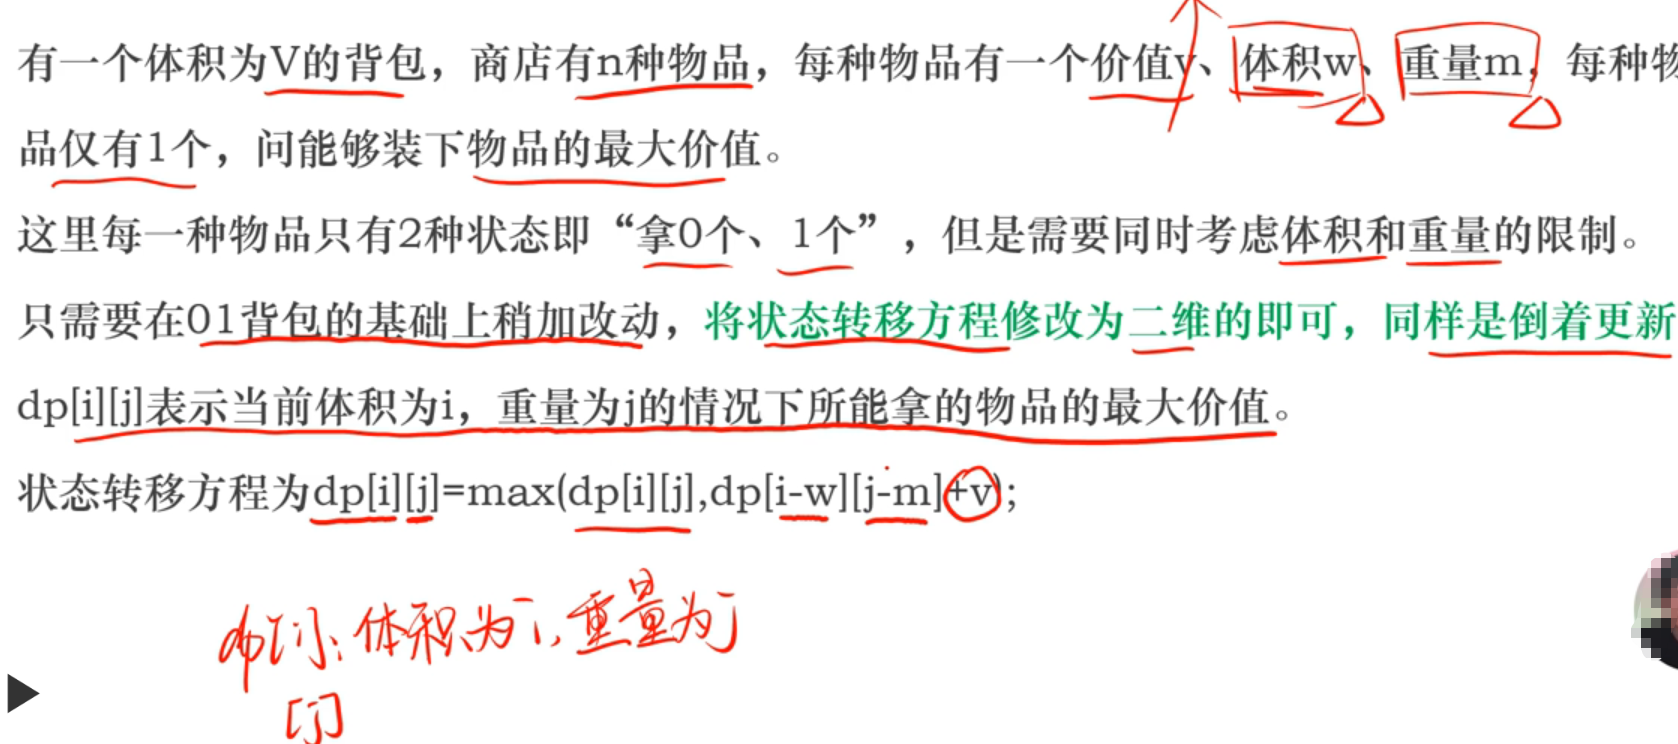 有一个体积为V的背包，商店有n种物品，每种物品有一个价值v、体积w、重量m，每种物
品仅有1个，问能够装下物品的最大价值。
这里每一种物品只有2种状态即“拿0个、1个”，但是需要同时考虑体积和重量的限制。
只需要在01背包的基础上稍加改动，将状态转移方程修改为二维的即可，同样是倒着更新
dp[i][j]表示当前体积为i，重量为j的情况下所能拿的物品的最大价值。
状态转移方程为dp[i][j]=max(dp[i][j],dp[i-w][j-m]+v);
dp[i]: 体积为i, 重量为j
[j]